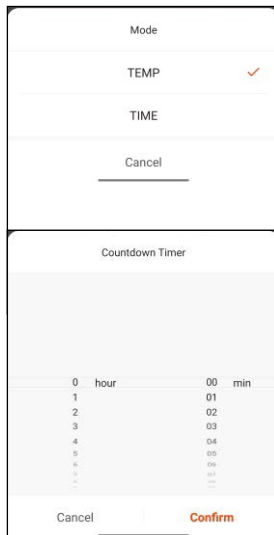 Mode
TEMP
TIME
Cancel
Countdown Timer
0 hour 00 min
1 01
2 02
3 03
4 04
5 05
6 06
Cancel Confirm